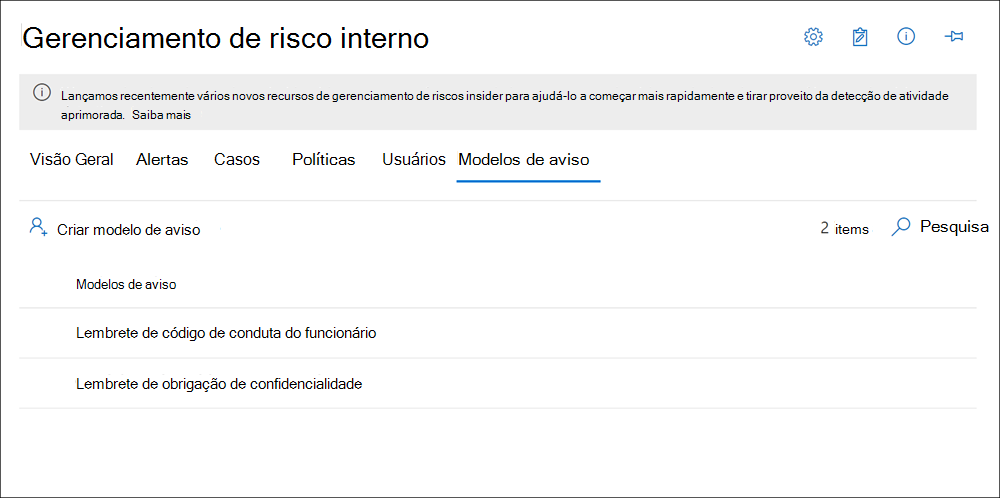 Gerenciamento de risco interno
Lançamos recentemente vários novos recursos de gerenciamento de riscos insider para ajudá-lo a começar mais rapidamente e tirar proveito da detecção de atividade
aprimorada. Saiba mais
Visão Geral Alertas Casos Políticas Usuários Modelos de aviso
Criar modelo de aviso 2 items Pesquisa
Modelos de aviso
Lembrete de código de conduta do funcionário
Lembrete de obrigação de confidencialidade